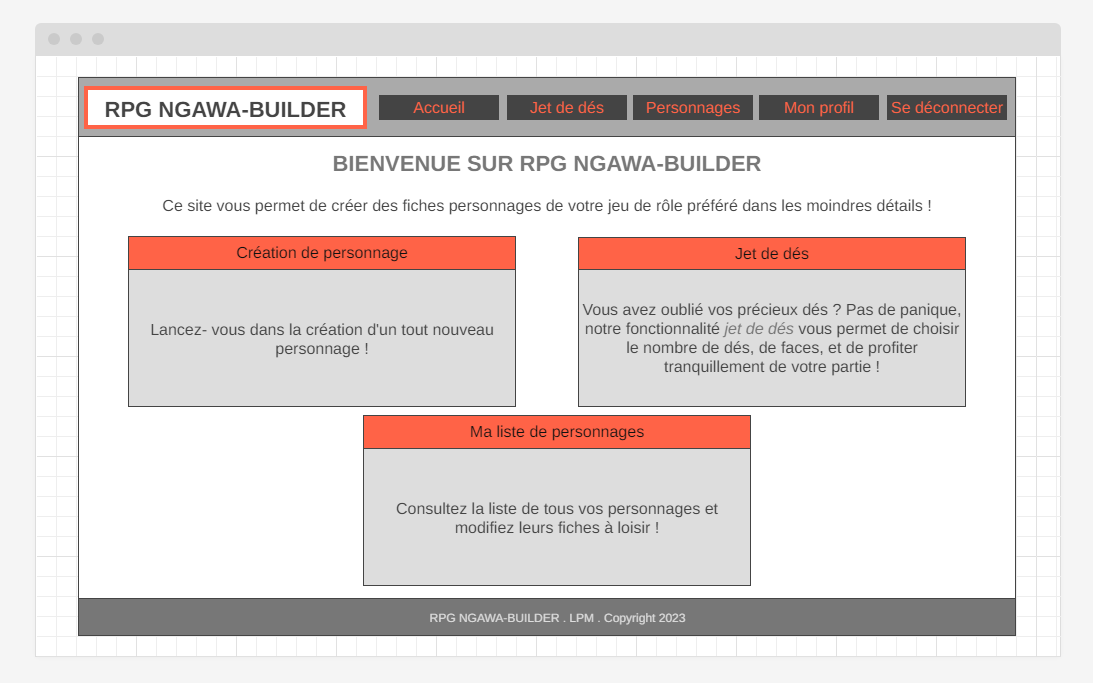 RPG NGAWA-BUILDER
Accueil
Jet de dés
Personnages
Mon profil
Se déconnecter
BIENVENUE SUR RPG NGAWA-BUILDER
Ce site vous permet de créer des fiches personnages de votre jeu de rôle préféré dans les moindres détails !
Création de personnage
Lancez- vous dans la création d'un tout nouveau
personnage !
Jet de dés
Vous avez oublié vos précieux dés ? Pas de panique,
notre fonctionnalité jet de dés vous permet de choisir
le nombre de dés, de faces, et de profiter
tranquillement de votre partie !
Ma liste de personnages
Consultez la liste de tous vos personnages et
modifiez leurs fiches à loisir !
RPG NGAWA-BUILDER . LPM . Copyright 2023